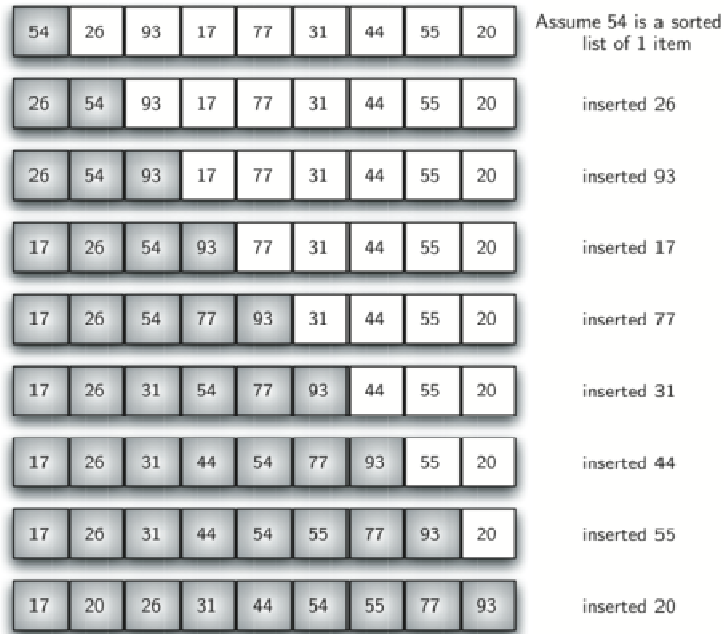 54 26 93 17 77 31 44 55 20 Assume 54 is a sorted
list of 1 item
26 54 93 17 77 31 44 55 20 inserted 26
26 54 93 17 77 31 44 55 20 inserted 93
17 26 54 93 77 31 44 55 20 inserted 17
17 26 54 77 93 31 44 55 20 inserted 77
17 26 31 54 77 93 44 55 20 inserted 31
17 26 31 44 54 77 93 55 20 inserted 44
17 26 31 44 54 55 77 93 20 inserted 55
17 20 26 31 44 54 55 77 93 inserted 20